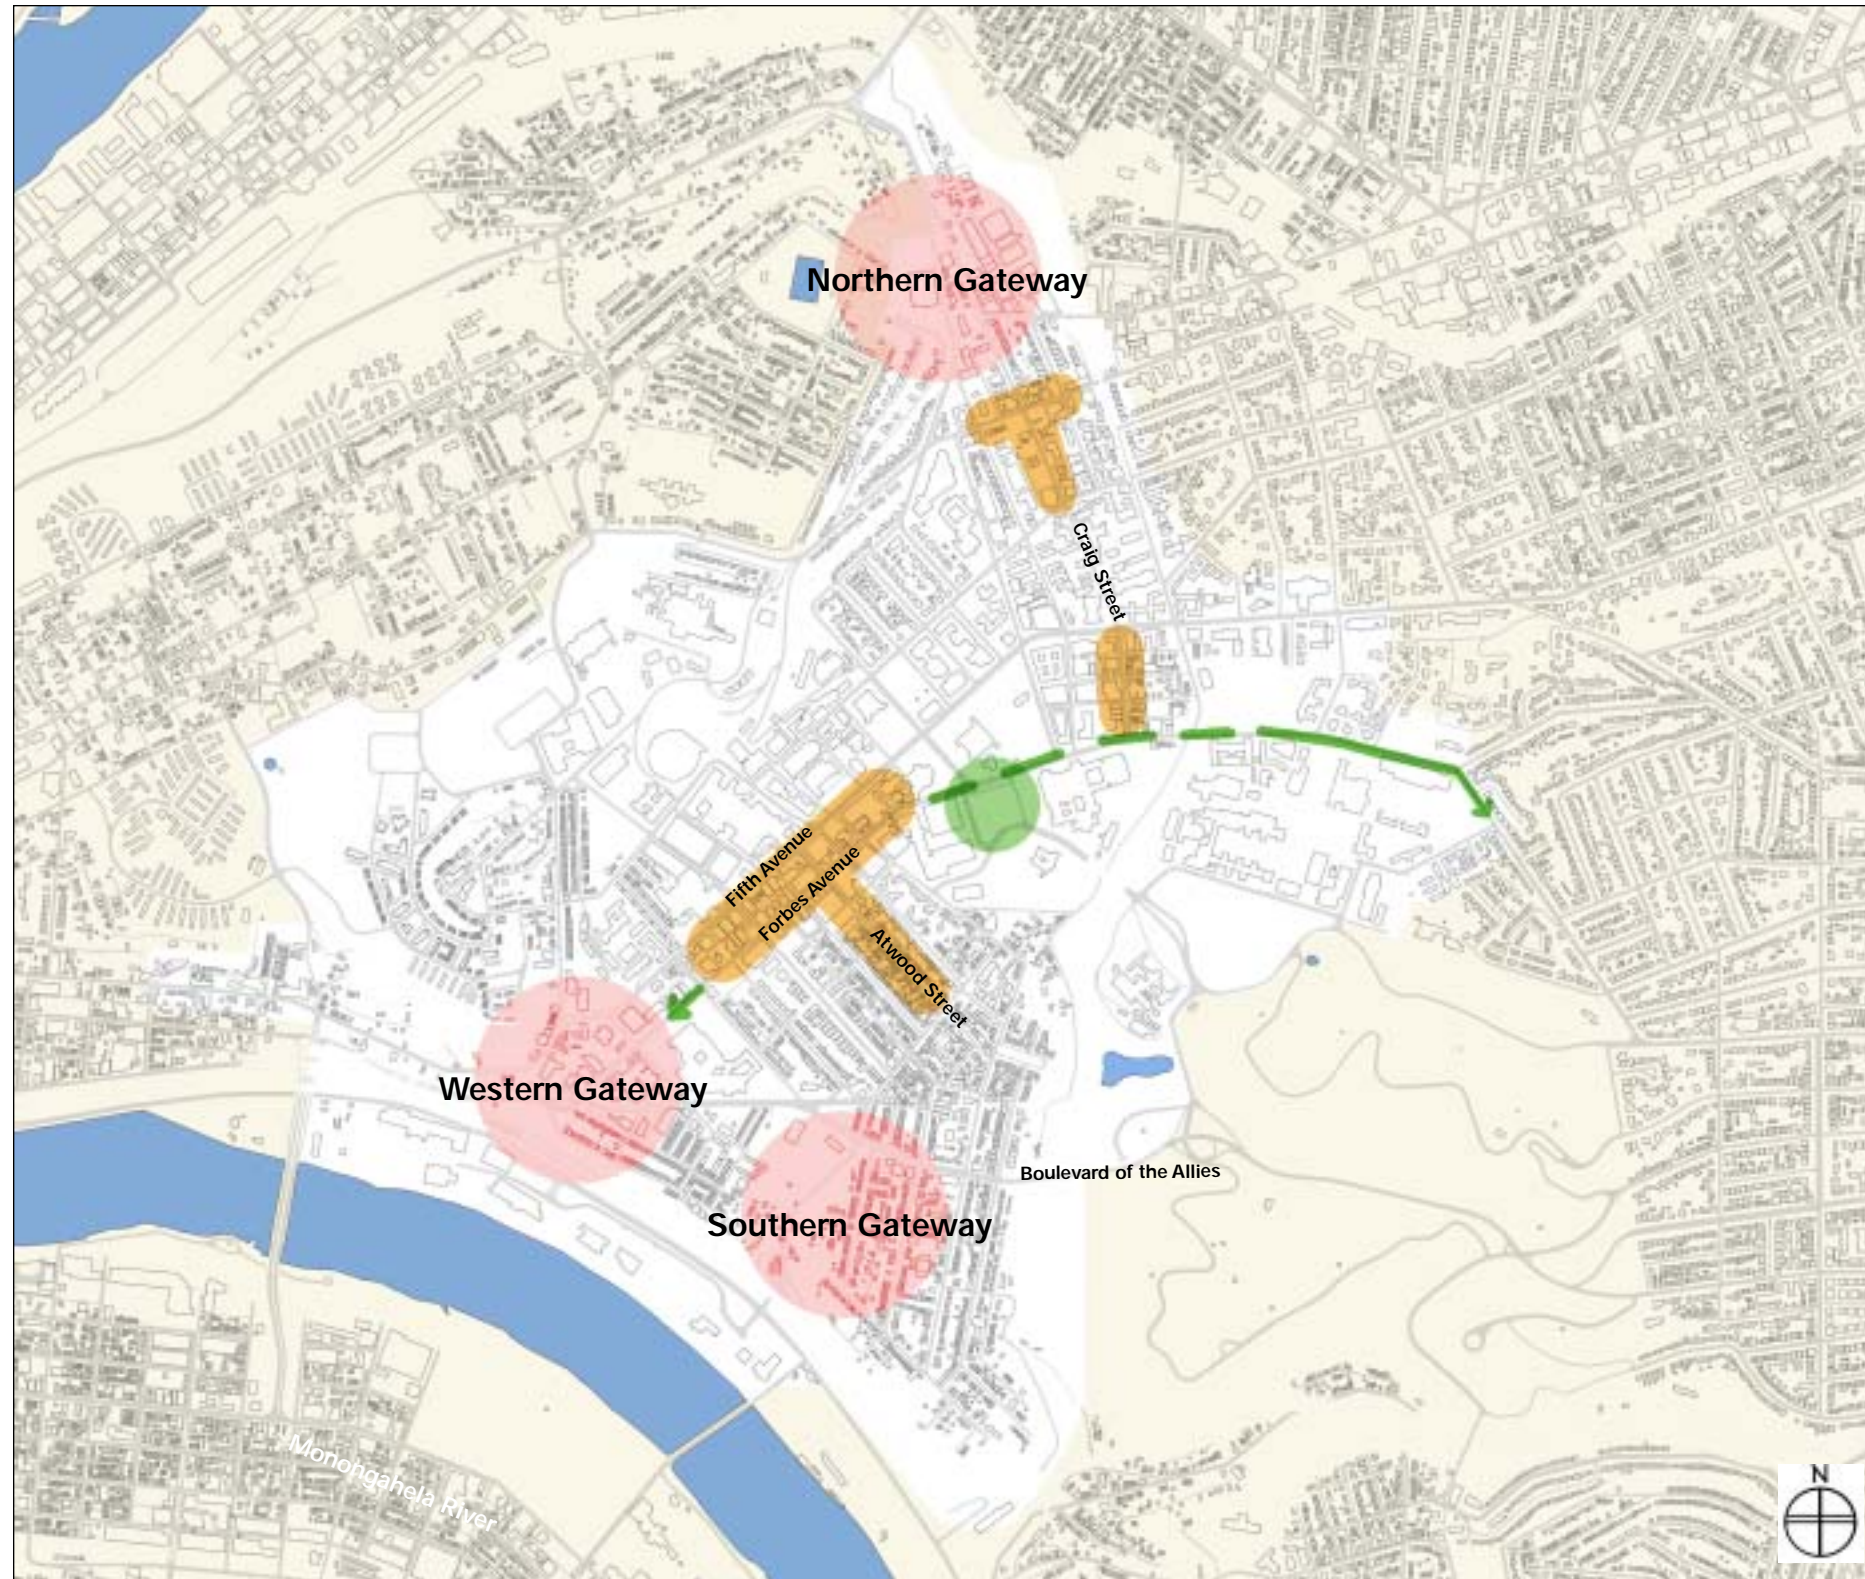 Northern Gateway
Craig Street
Fifth Avenue
Forbes Avenue
Atwood Street
Western Gateway
Boulevard of the Allies
Southern Gateway
Monongahela River
N